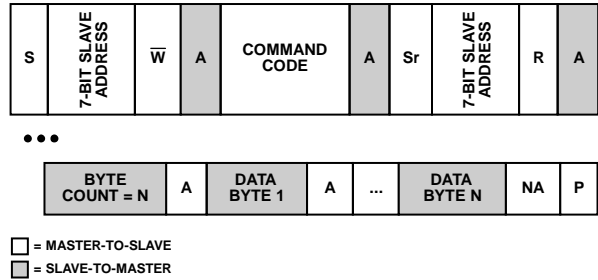 S 7-BIT SLAVE ADDRESS W̅ A COMMAND CODE A Sr 7-BIT SLAVE ADDRESS R A
•••
BYTE COUNT = N A DATA BYTE 1 A ... DATA BYTE N NA P
= MASTER-TO-SLAVE
= SLAVE-TO-MASTER